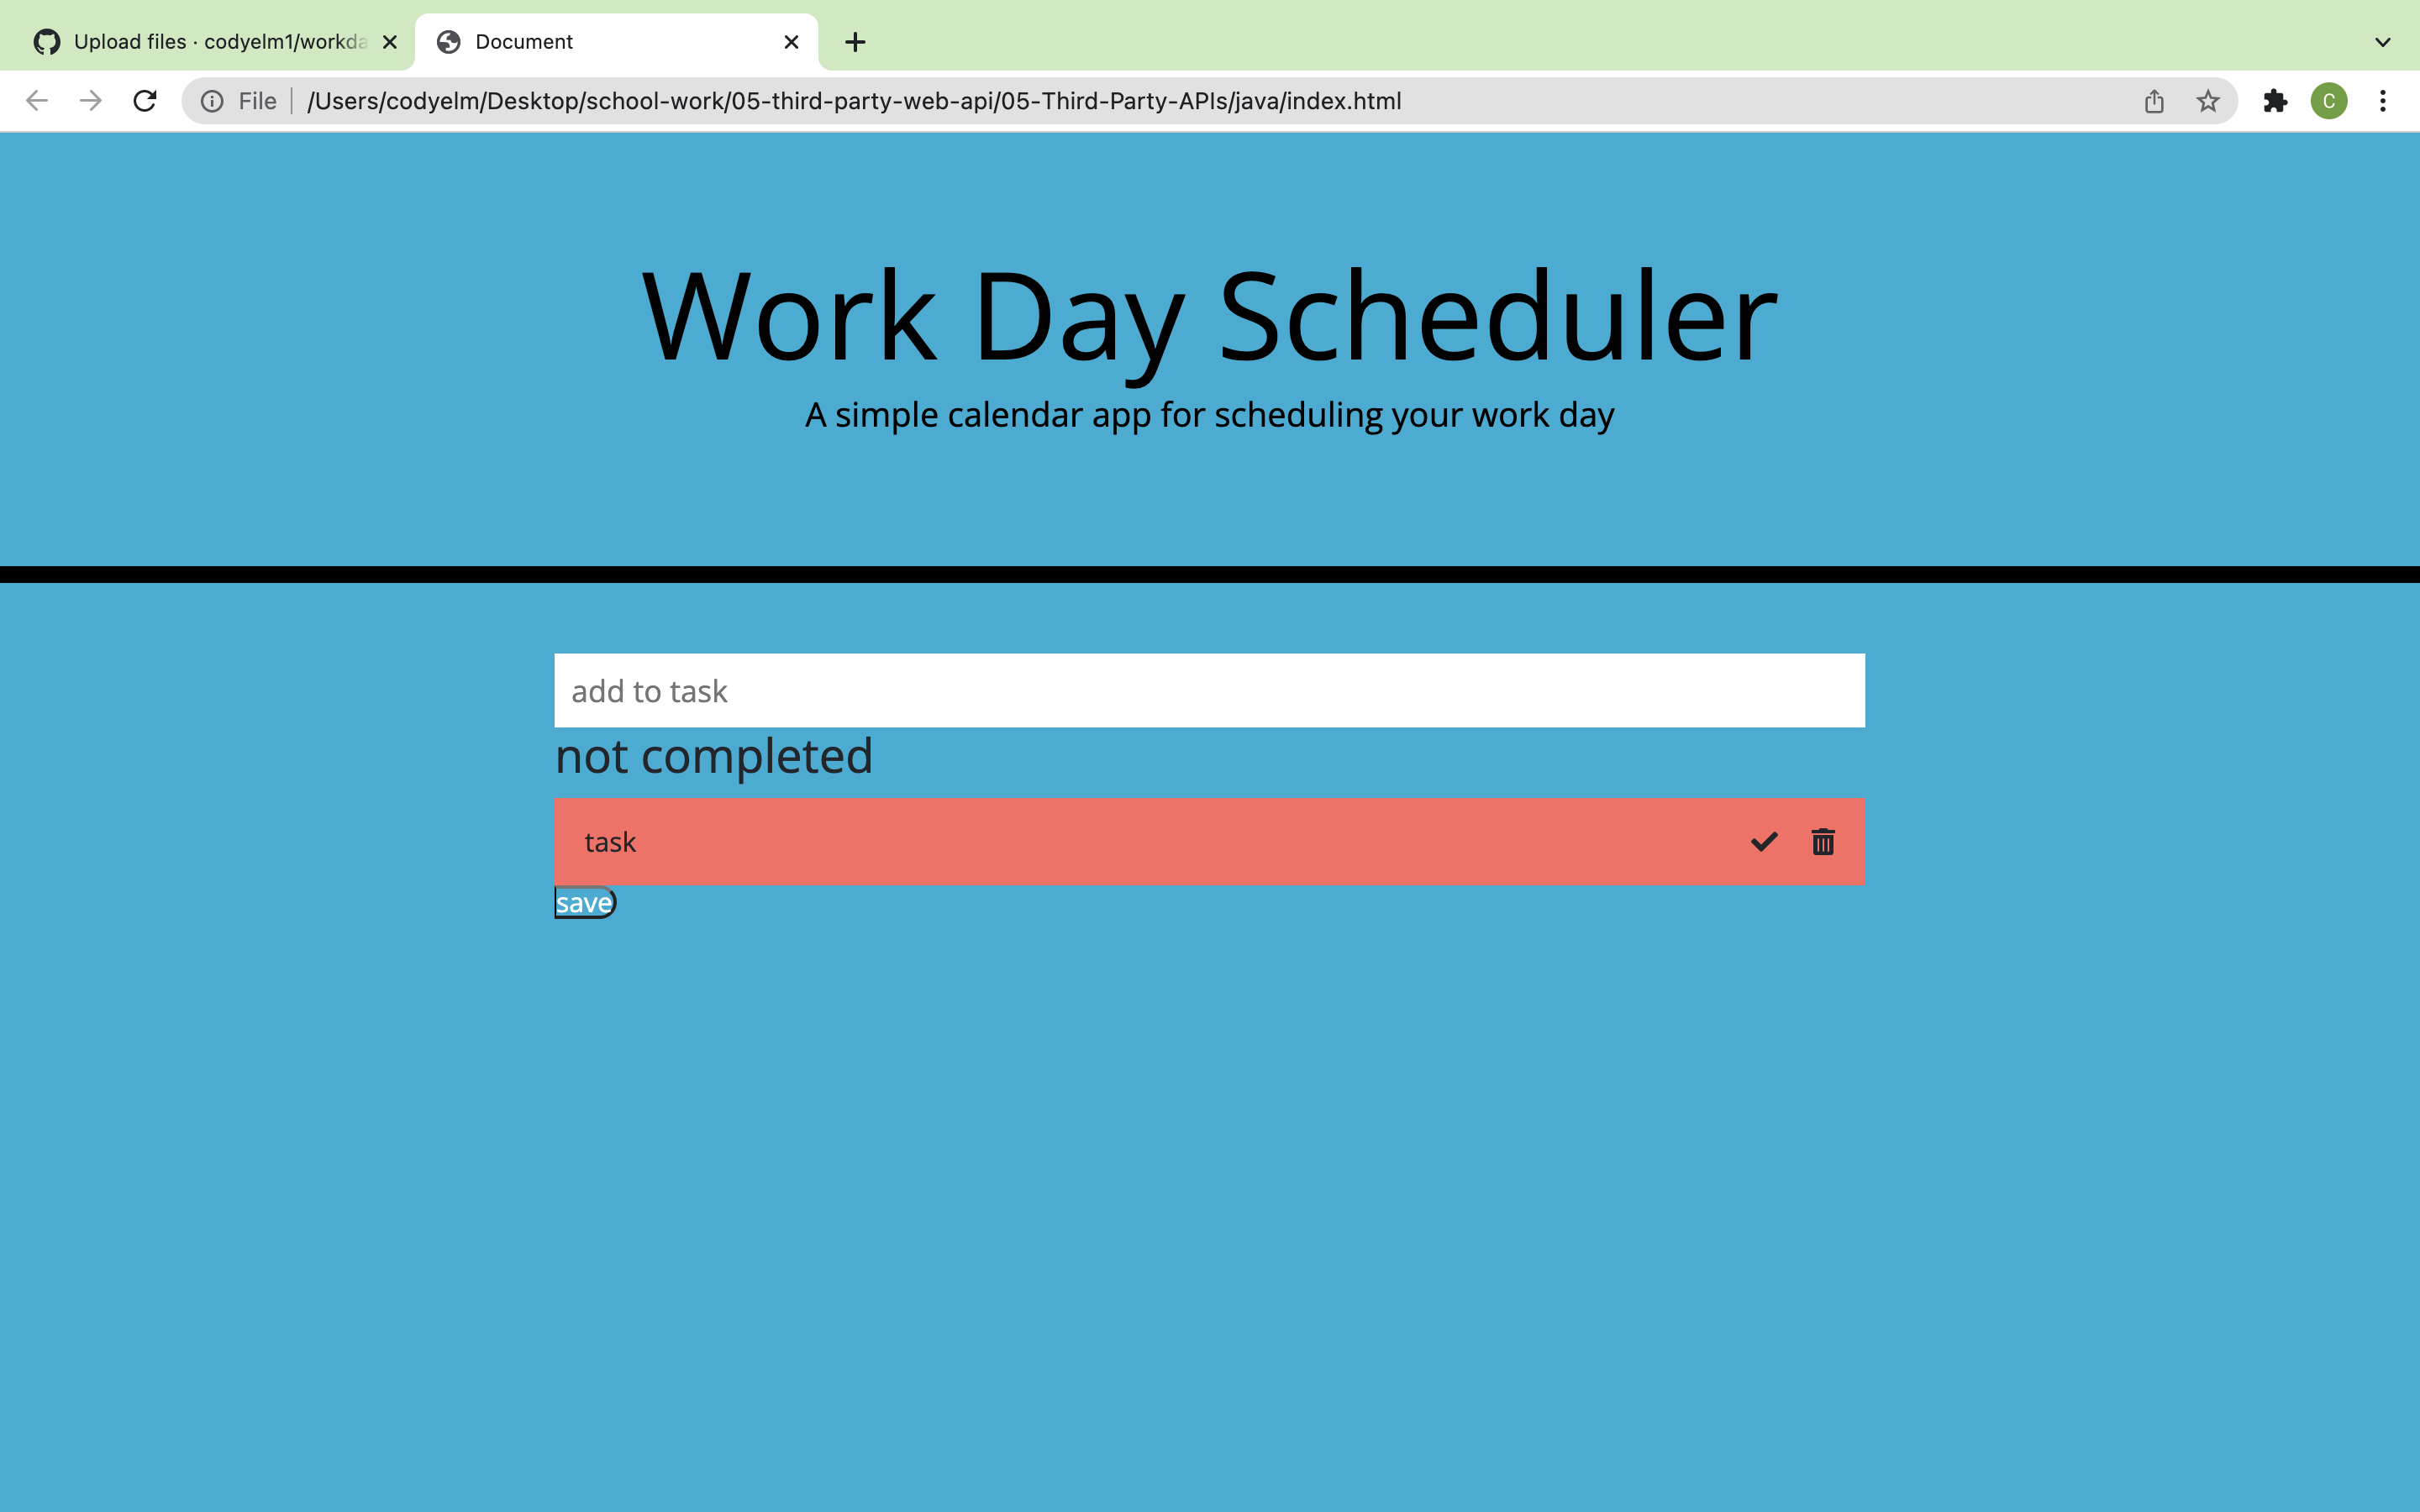 Upload files · codyelm1/workda
Document
File
/Users/codyelm/Desktop/school-work/05-third-party-web-api/05-Third-Party-APIs/java/index.html
C
Work Day Scheduler
A simple calendar app for scheduling your work day
add to task
not completed
task
save